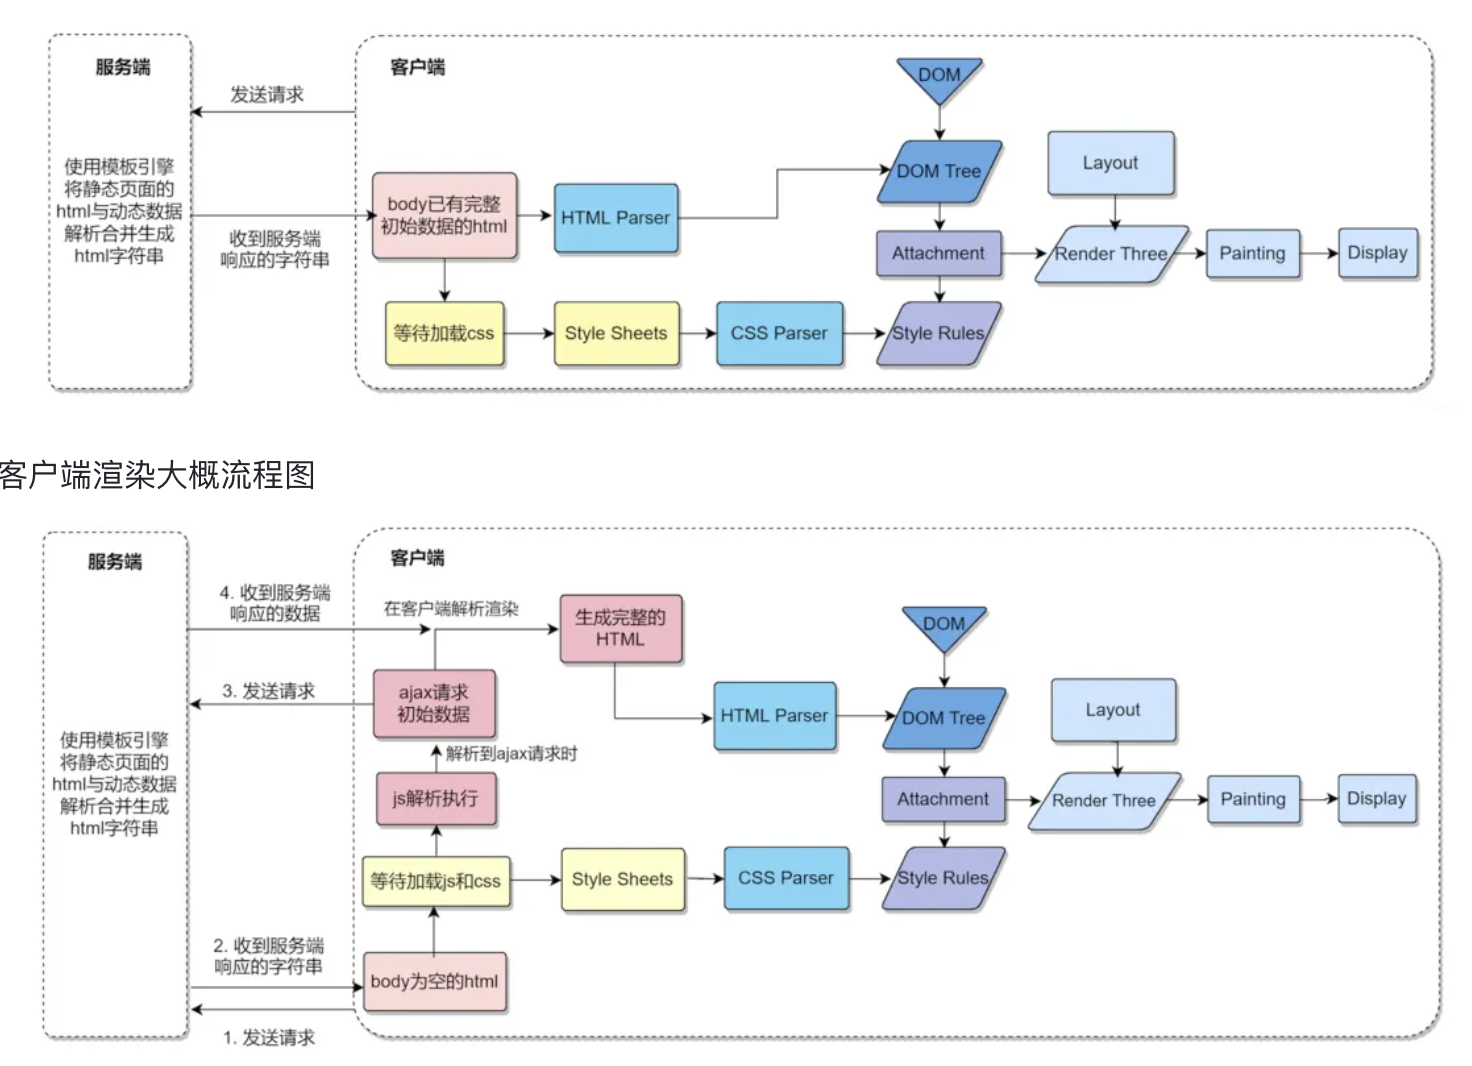 服务端
客户端
发送请求
使用模板引擎
将静态页面的
html与动态数据
解析合并生成
html字符串
收到服务端
响应的字符串
body已有完整
初始数据的html
HTML Parser
DOM
DOM Tree
Layout
Attachment
Render Three
Painting
Display
等待加载css
Style Sheets
CSS Parser
Style Rules
客户端渲染大概流程图
服务端
客户端
4. 收到服务端
响应的数据
在客户端解析渲染
生成完整的
HTML
3. 发送请求
ajax请求
初始数据
解析到ajax请求时
js解析执行
使用模板引擎
将静态页面的
html与动态数据
解析合并生成
html字符串
HTML Parser
DOM
DOM Tree
Layout
Attachment
Render Three
Painting
Display
等待加载js和css
Style Sheets
CSS Parser
Style Rules
2. 收到服务端
响应的字符串
body为空的html
1. 发送请求